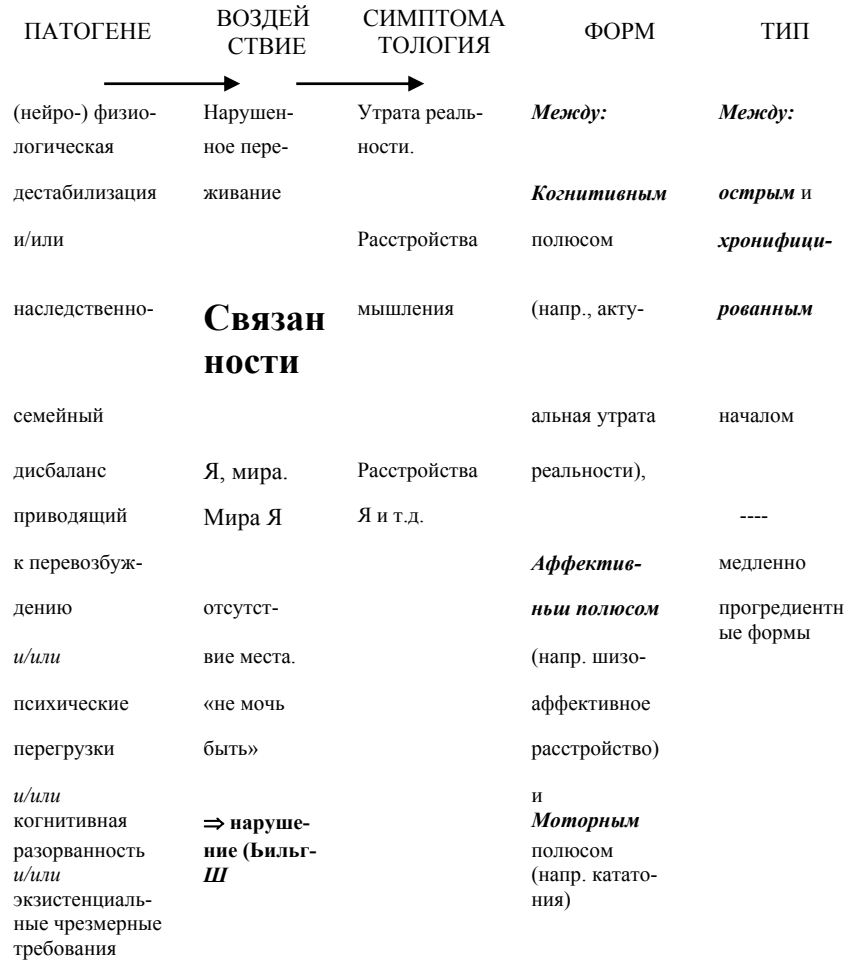 ПАТОГЕНЕ
ВОЗДЕЙ
СТВИЕ
СИМПТОМА
ТОЛОГИЯ
ФОРМ
ТИП
(нейро-) физио-
логическая
дестабилизация
и/или
наследственно-
семейный
дисбаланс
приводящий
к перевозбуж-
дению
и/или
психические
перегрузки
и/или
когнитивная
разорванность
и/или
экзистенциаль-
ные чрезмерные
требования
Нарушен-
ное пере-
живание
Связан
ности
Я, мира.
Мира Я
отсутст-
вие места.
«не мочь
быть»
⇒ наруше-
ние (Ьильг-
Ш
Утрата реаль-
ности.
Расстройства
мышления
Расстройства
Я и т.д.
Между:
Когнитивным
полюсом
(напр., акту-
альная утрата
реальности),
Аффектив-
ньш полюсом
(напр. шизо-
аффективное
расстройство)
и
Моторным
полюсом
(напр. катато-
ния)
Между:
острым и
хронифици-
рованным
началом
----
медленно
прогредиентн
ые формы